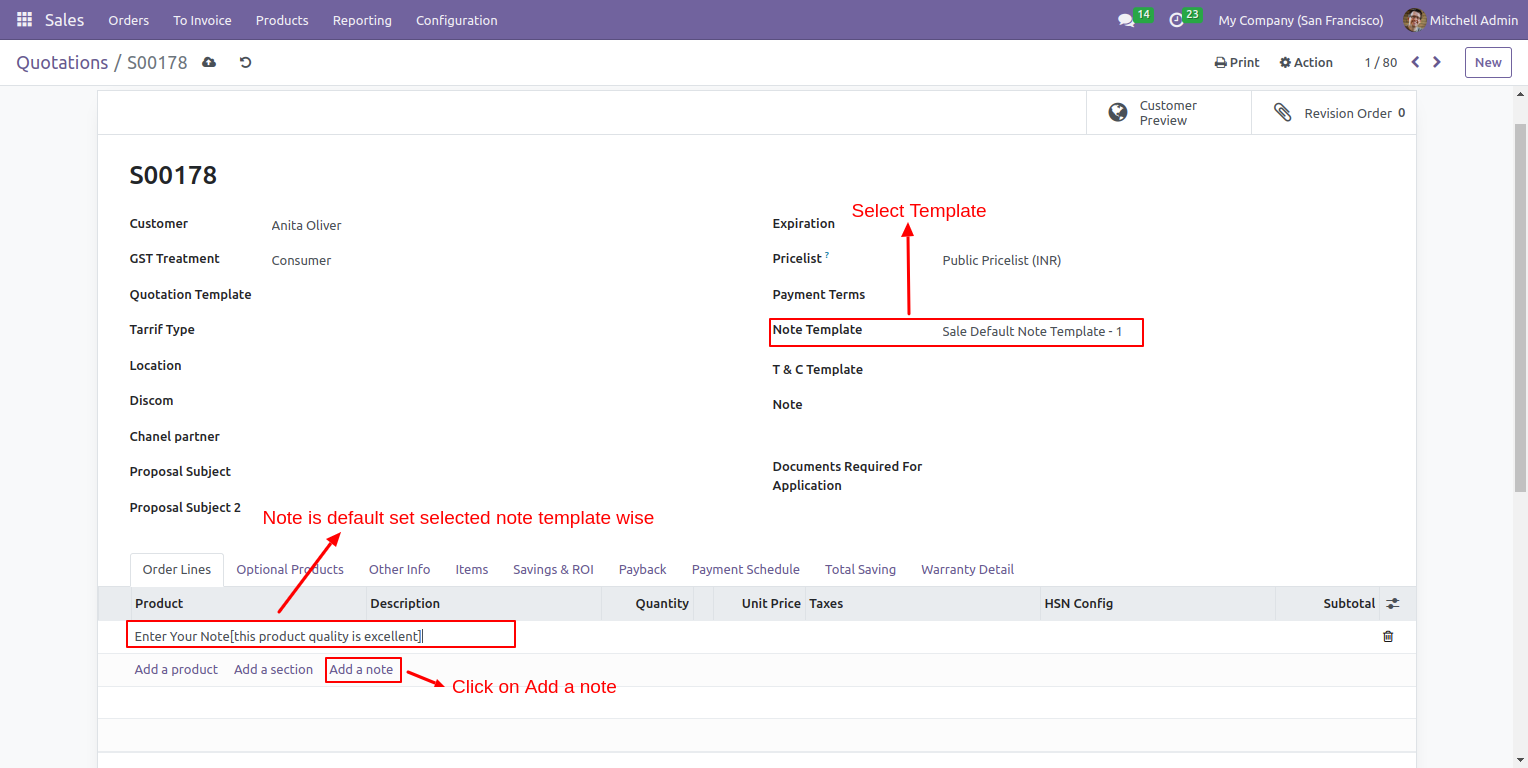 Sales Orders To Invoice Products Reporting Configuration 14 23 My Company (San Francisco) Mitchell Admin
Quotations / S00178 Print Action 1 / 80 New
Customer
Preview
Revision Order 0
S00178
Customer Anita Oliver
GST Treatment Consumer
Quotation Template
Tarrif Type
Location
Discom
Chanel partner
Proposal Subject
Proposal Subject 2
Select Template
Expiration
Pricelist ? Public Pricelist (INR)
Payment Terms
Note Template Sale Default Note Template - 1
T & C Template
Note
Documents Required For
Application
Note is default set selected note template wise
Order Lines Optional Products Other Info Items Savings & ROI Payback Payment Schedule Total Saving Warranty Detail
Product Description Quantity Unit Price Taxes HSN Config Subtotal
Enter Your Note[this product quality is excellent]
Add a product Add a section Add a note
Click on Add a note